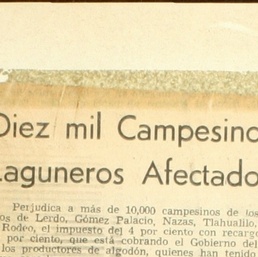 Diez mil Campesino
Laguneros Afectado
Perjudica a más de 10,000 campesinos de los
os de Lerdo, Gómez Palacio, Nazas, Tlahualilo,
Rodeo, el impuesto del 4 por ciento con recarg
por ciento, que está cobrando el Gobierno del
los productores de algodón, quienes han tenido